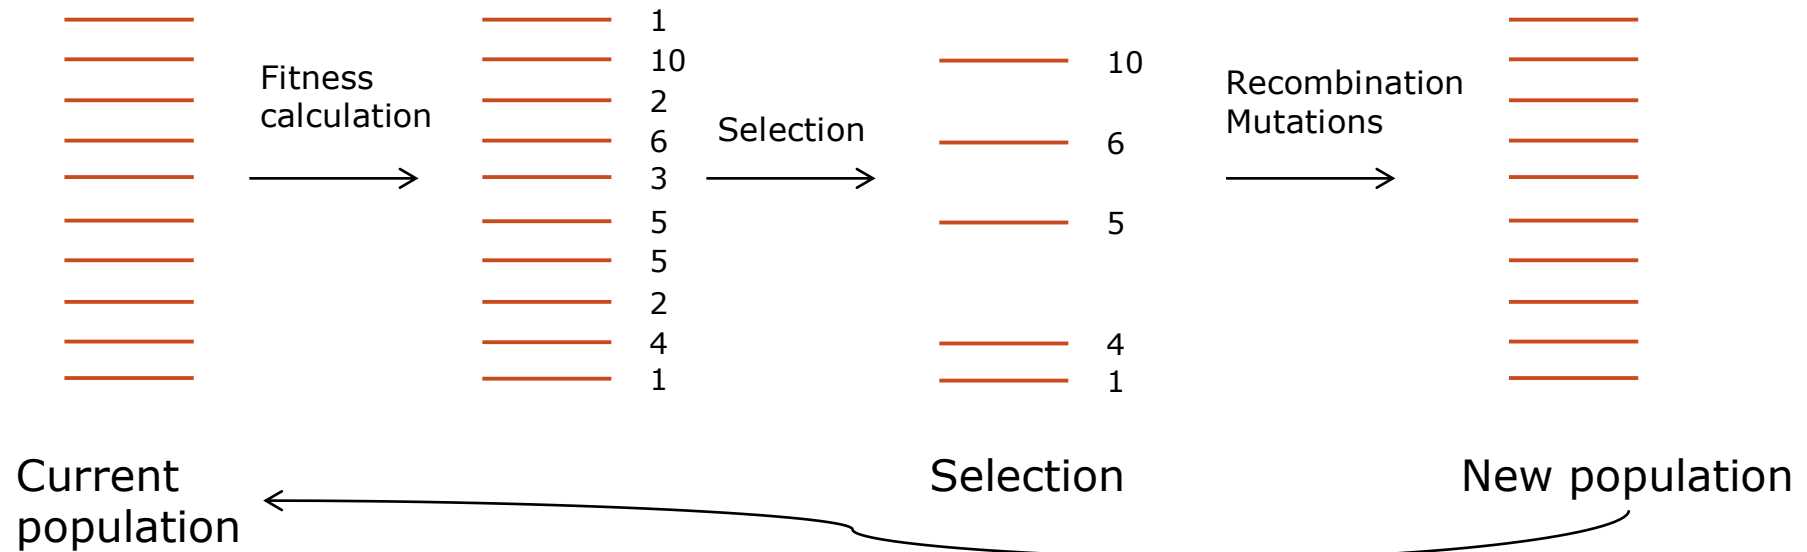 1
10
2
6
3
5
5
2
4
1
Fitness
calculation
Selection
10
6
5
4
1
Recombination
Mutations
Current
population
Selection
New population